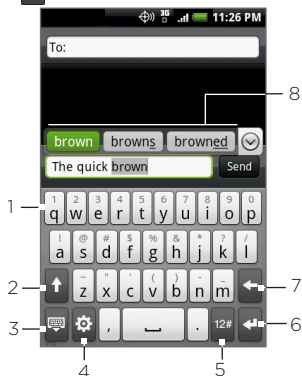 3G 11:26 PM
To:
8
brown browns browned
The quick brown Send
1 2 3 4 5 6 7 8 9 0
1 q w e r t y u i o p
! @ # $ % & * ? /
a s d f g h j k l
~ ' ( ) - _
2 z x c v b n m 7
3 , . 12# 6
4 5